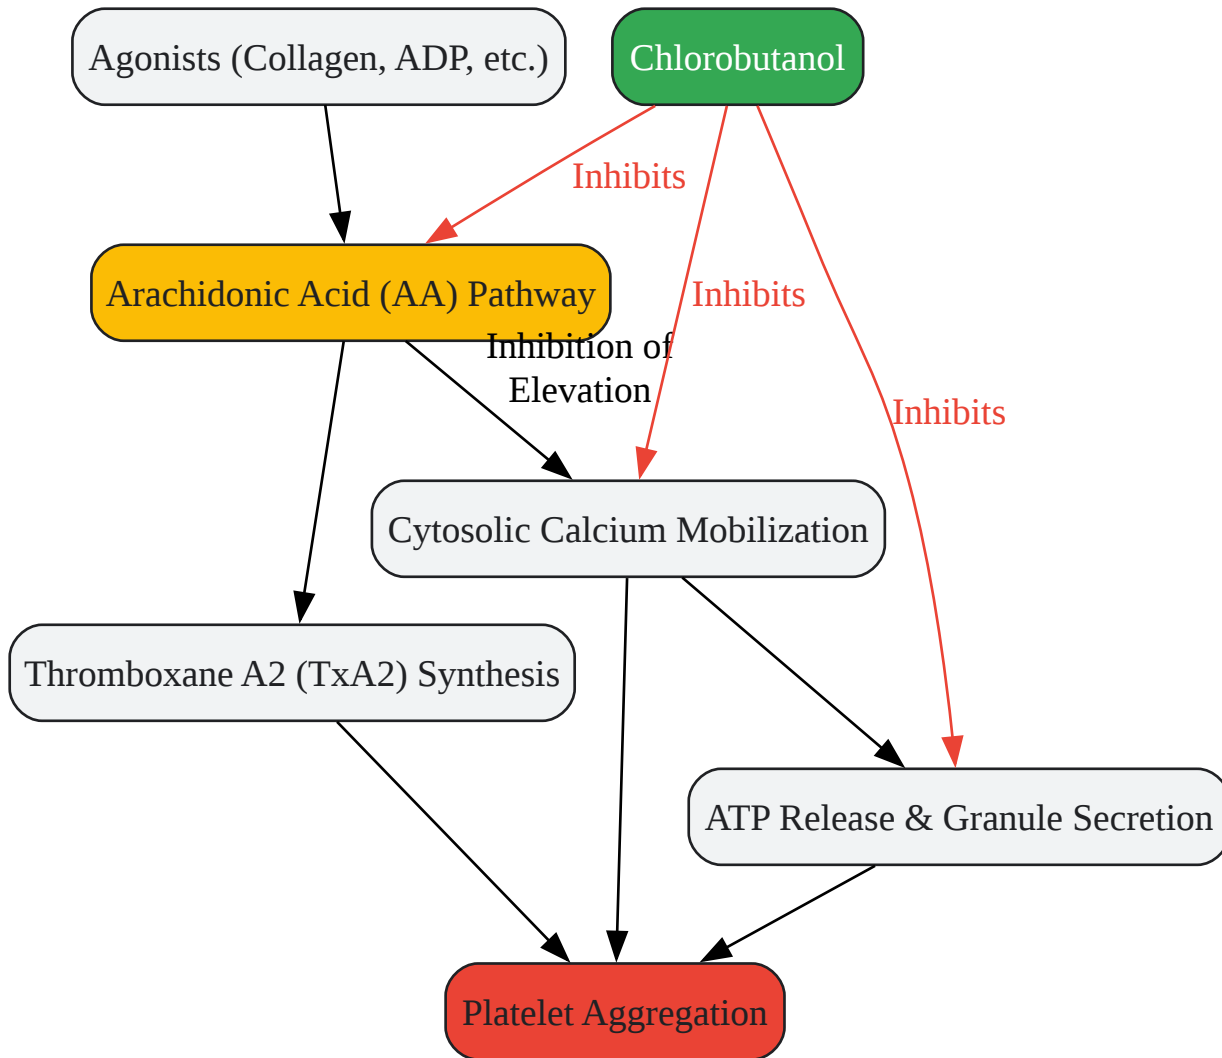 Agonists (Collagen, ADP, etc.)
Chlorobutanol
Inhibits
Arachidonic Acid (AA) Pathway
Inhibits
Inhibition of
Elevation
Inhibits
Cytosolic Calcium Mobilization
Thromboxane A2 (TxA2) Synthesis
ATP Release & Granule Secretion
Platelet Aggregation